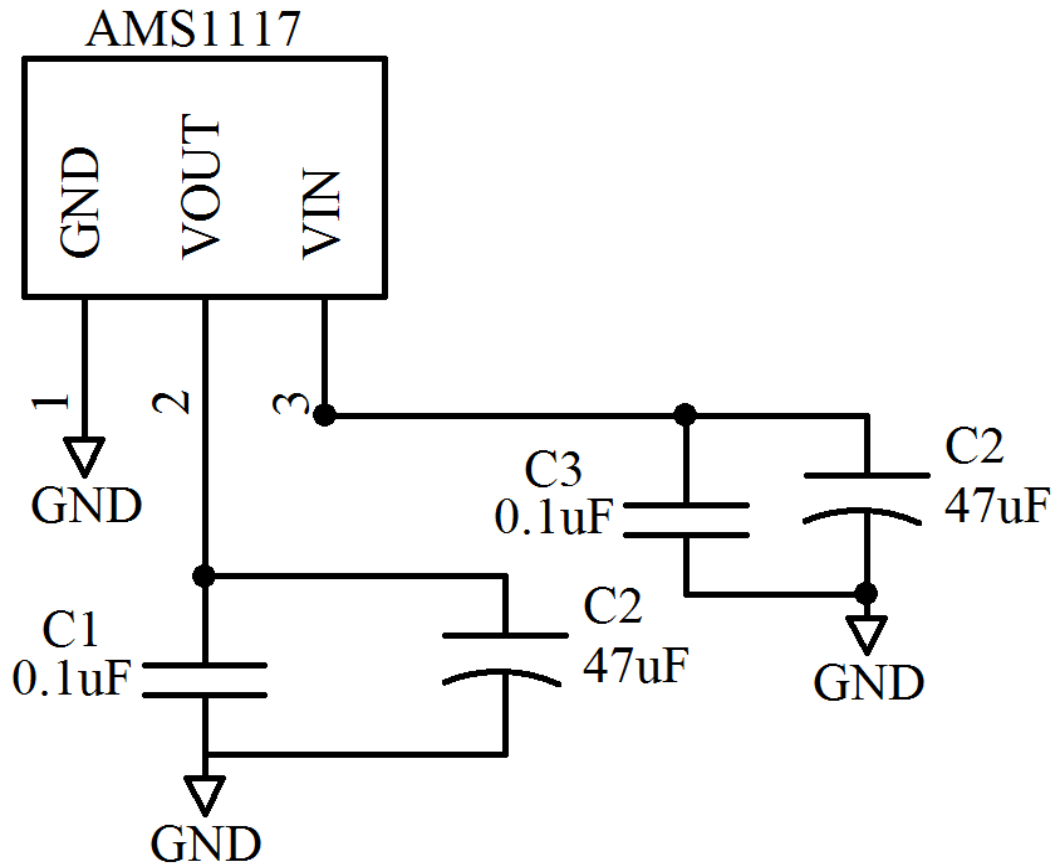 AMS1117
GND
VOUT
VIN
1
2
3
GND
C3
0.1uF
C2
47uF
GND
C1
0.1uF
C2
47uF
GND